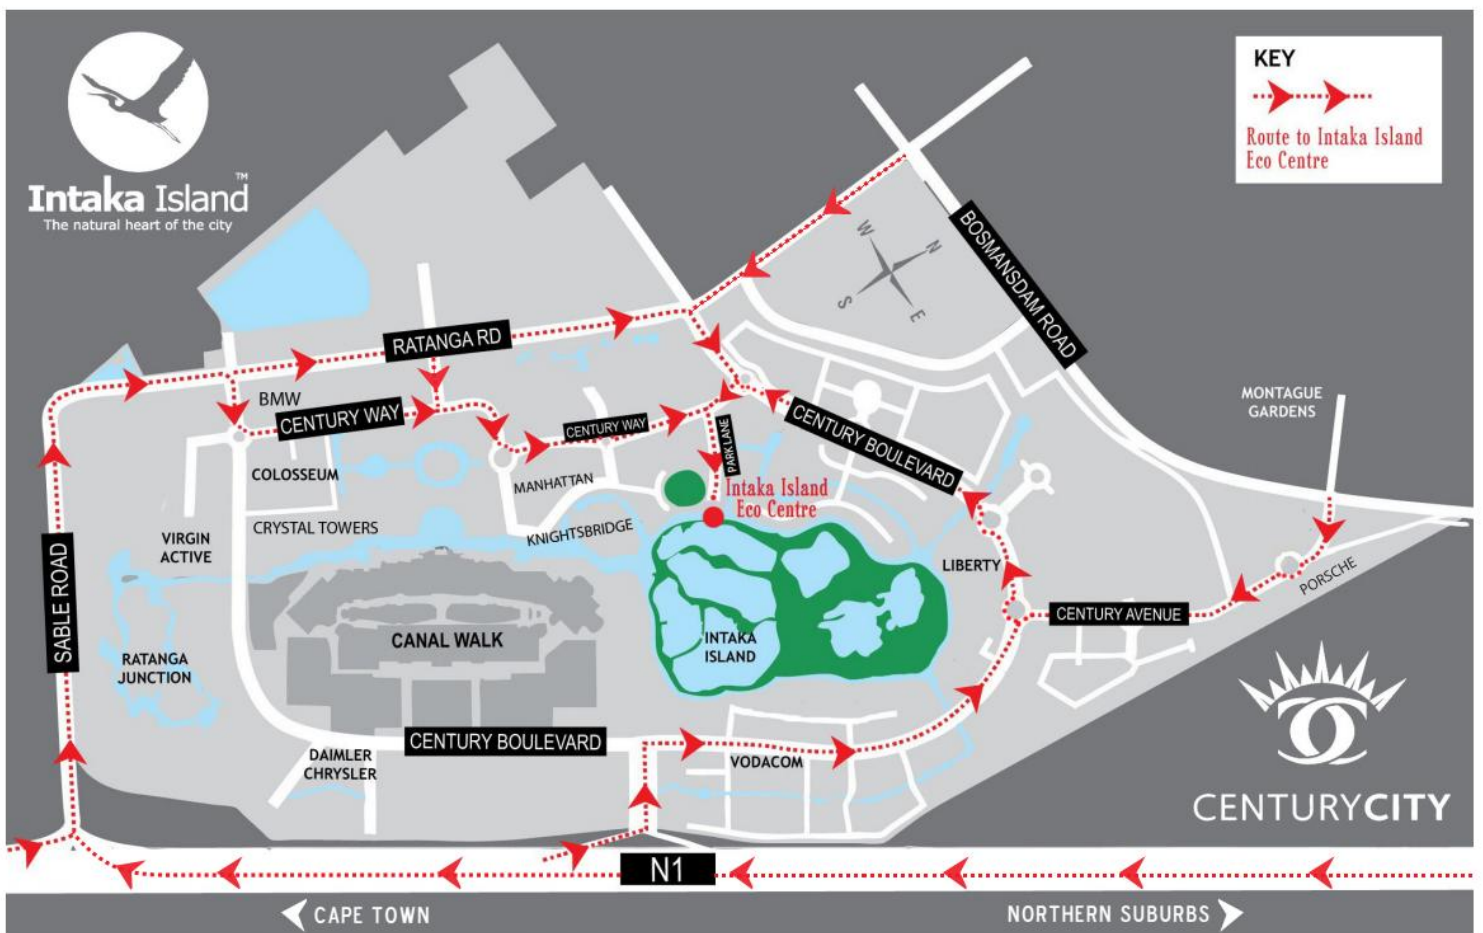 Intaka Island™
The natural heart of the city
KEY
Route to Intaka Island
Eco Centre
W
N
S
E
BOSMANSDAM ROAD
RATANGA RD
BMW
CENTURY WAY
CENTURY WAY
PARK LANE
CENTURY BOULEVARD
MONTAGUE
GARDENS
COLOSSEUM
MANHATTAN
Intaka Island
Eco Centre
CRYSTAL TOWERS
KNIGHTSBRIDGE
VIRGIN
ACTIVE
LIBERTY
PORSCHE
SABLE ROAD
CENTURY AVENUE
CANAL WALK
INTAKA
ISLAND
RATANGA
JUNCTION
CENTURY BOULEVARD
DAIMLER
CHRYSLER
VODACOM
CENTURYCITY
N1
CAPE TOWN
NORTHERN SUBURBS